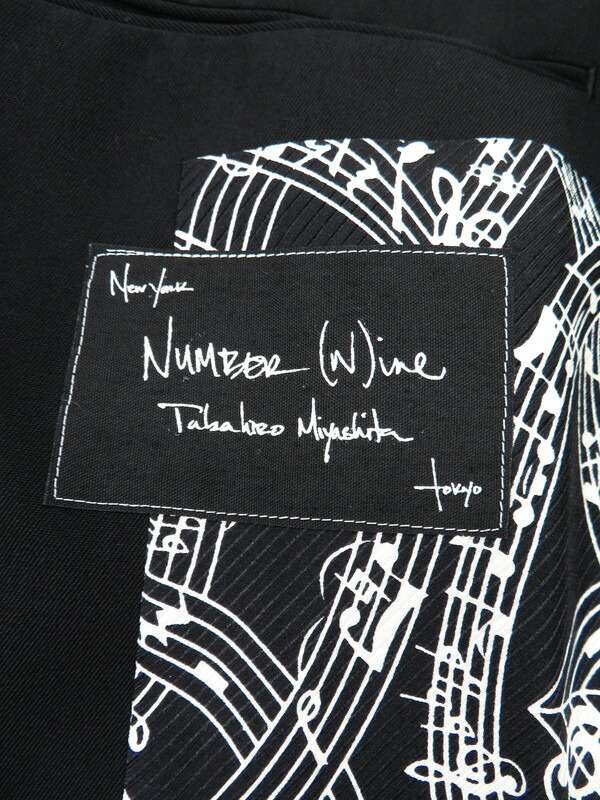 New York
NUMBER (N)ine
Takahiro Miyashita
tokyo